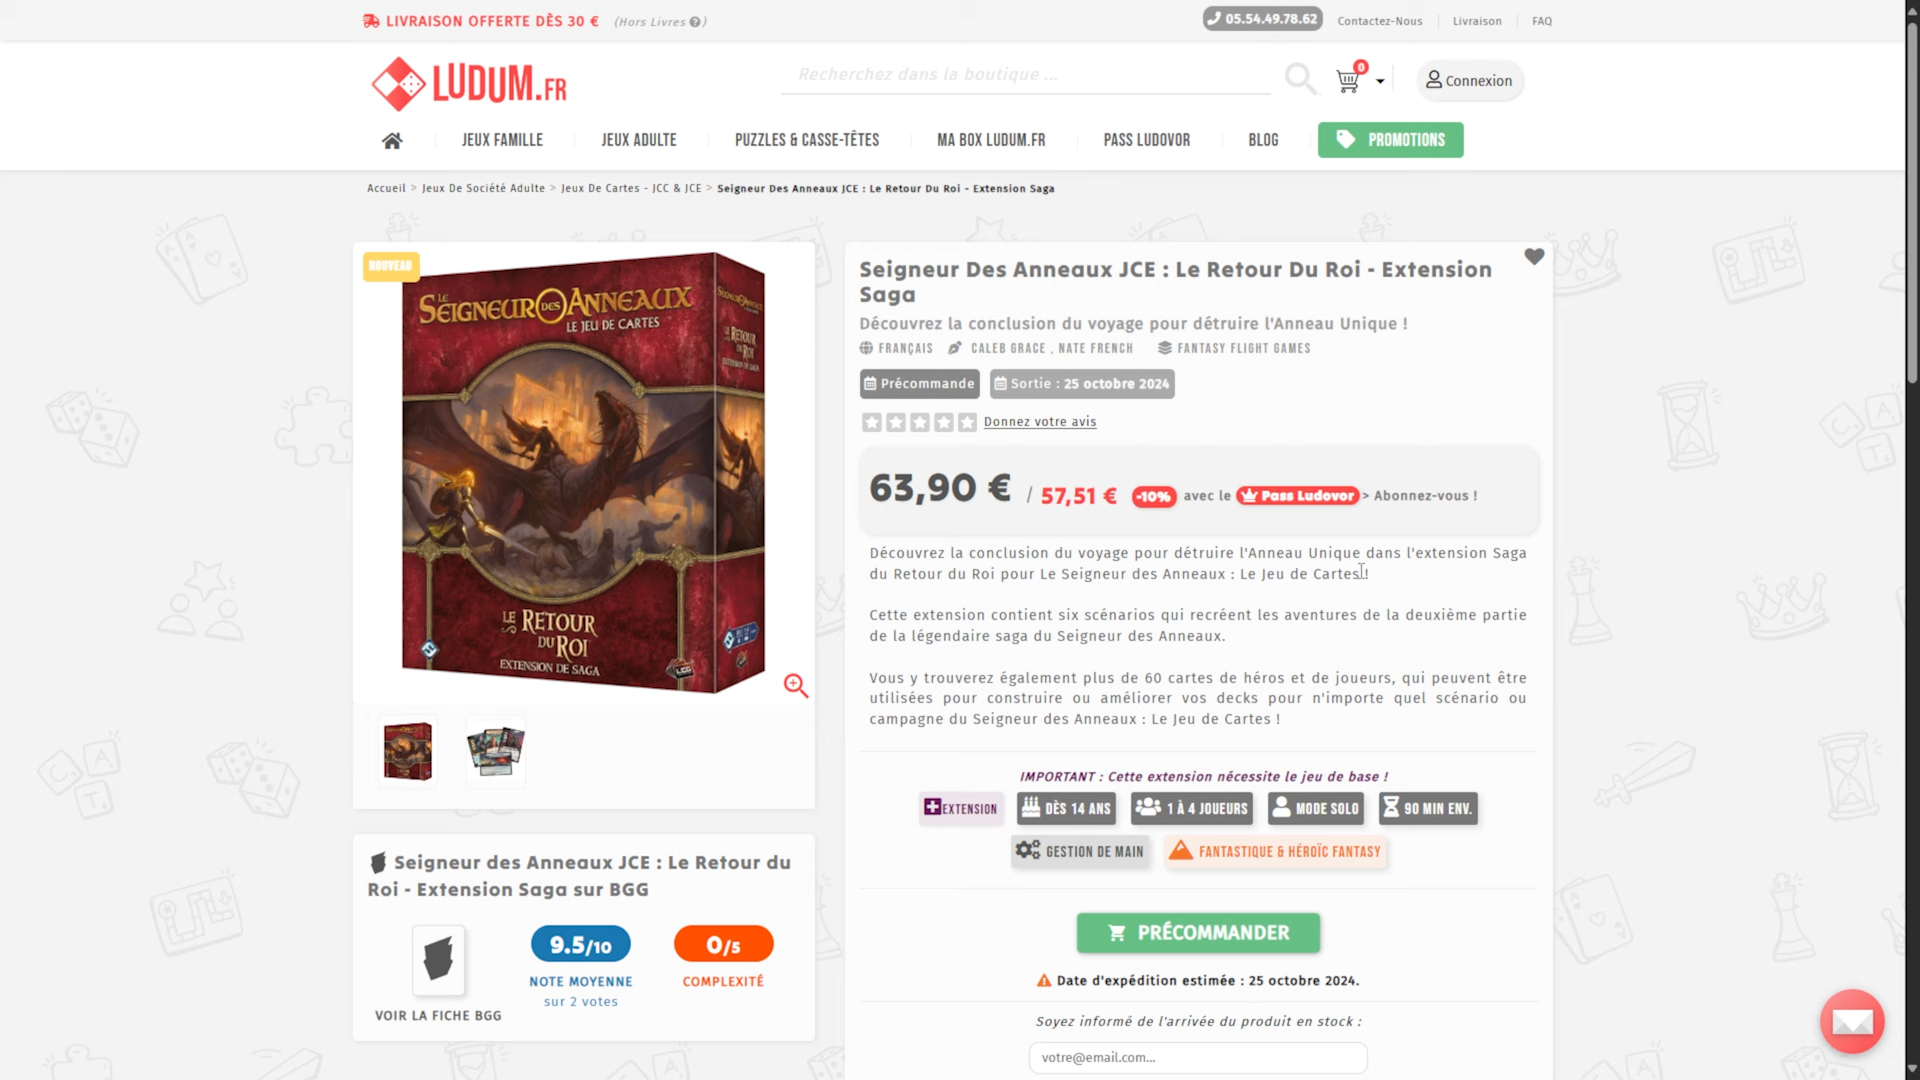 LIVRAISON OFFERTE DÈS 30 € (Hors Livres ?)
05.54.49.78.62
Contactez-Nous
Livraison
FAQ
LUDUM.FR
Recherchez dans la boutique ...
0
Connexion
JEUX FAMILLE
JEUX ADULTE
PUZZLES & CASSE-TÊTES
MA BOX LUDUM.FR
PASS LUDOVOR
BLOG
PROMOTIONS
Accueil > Jeux De Société Adulte > Jeux De Cartes - JCC & JCE > Seigneur Des Anneaux JCE : Le Retour Du Roi - Extension Saga
NOUVEAU
LE SEIGNEUR DES ANNEAUX
LE JEU DE CARTES
LE RETOUR
DU ROI
EXTENSION DE SAGA
Seigneur des Anneaux JCE : Le Retour du
Roi - Extension Saga sur BGG
9.5/10
NOTE MOYENNE
sur 2 votes
0/5
COMPLEXITÉ
VOIR LA FICHE BGG
Seigneur Des Anneaux JCE : Le Retour Du Roi - Extension
Saga
Découvrez la conclusion du voyage pour détruire l'Anneau Unique !
FRANÇAIS CALEB GRACE , NATE FRENCH FANTASY FLIGHT GAMES
Précommande
Sortie : 25 octobre 2024
Donnez votre avis
63,90 € / 57,51 € -10% avec le Pass Ludovor > Abonnez-vous !
Découvrez la conclusion du voyage pour détruire l'Anneau Unique dans l'extension Saga
du Retour du Roi pour Le Seigneur des Anneaux : Le Jeu de Cartes !
Cette extension contient six scénarios qui recréent les aventures de la deuxième partie
de la légendaire saga du Seigneur des Anneaux.
Vous y trouverez également plus de 60 cartes de héros et de joueurs, qui peuvent être
utilisées pour construire ou améliorer vos decks pour n'importe quel scénario ou
campagne du Seigneur des Anneaux : Le Jeu de Cartes !
IMPORTANT : Cette extension nécessite le jeu de base !
EXTENSION
DÈS 14 ANS
1 À 4 JOUEURS
MODE SOLO
90 MIN ENV.
GESTION DE MAIN
FANTASTIQUE & HÉROÏC FANTASY
PRÉCOMMANDER
Date d'expédition estimée : 25 octobre 2024.
Soyez informé de l'arrivée du produit en stock :
votre@email.com...